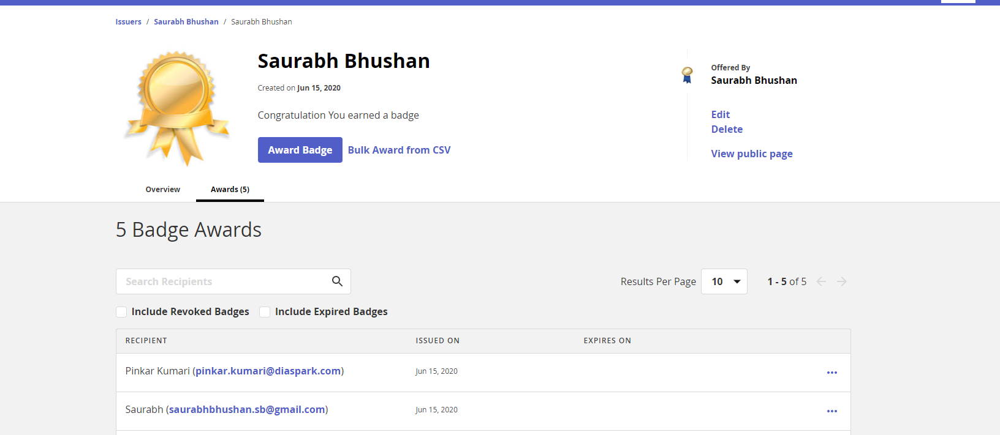 Issuers / Saurabh Bhushan / Saurabh Bhushan
Saurabh Bhushan
Created on Jun 15, 2020
Congratulation You earned a badge
Award Badge Bulk Award from CSV
Offered By
Saurabh Bhushan
Edit
Delete
View public page
Overview Awards (5)
5 Badge Awards
Search Recipients
Results Per Page 10 1 - 5 of 5
Include Revoked Badges Include Expired Badges
RECIPIENT ISSUED ON EXPIRES ON
Pinkar Kumari (pinkar.kumari@diaspark.com) Jun 15, 2020
Saurabh (saurabhbhushan.sb@gmail.com) Jun 15, 2020